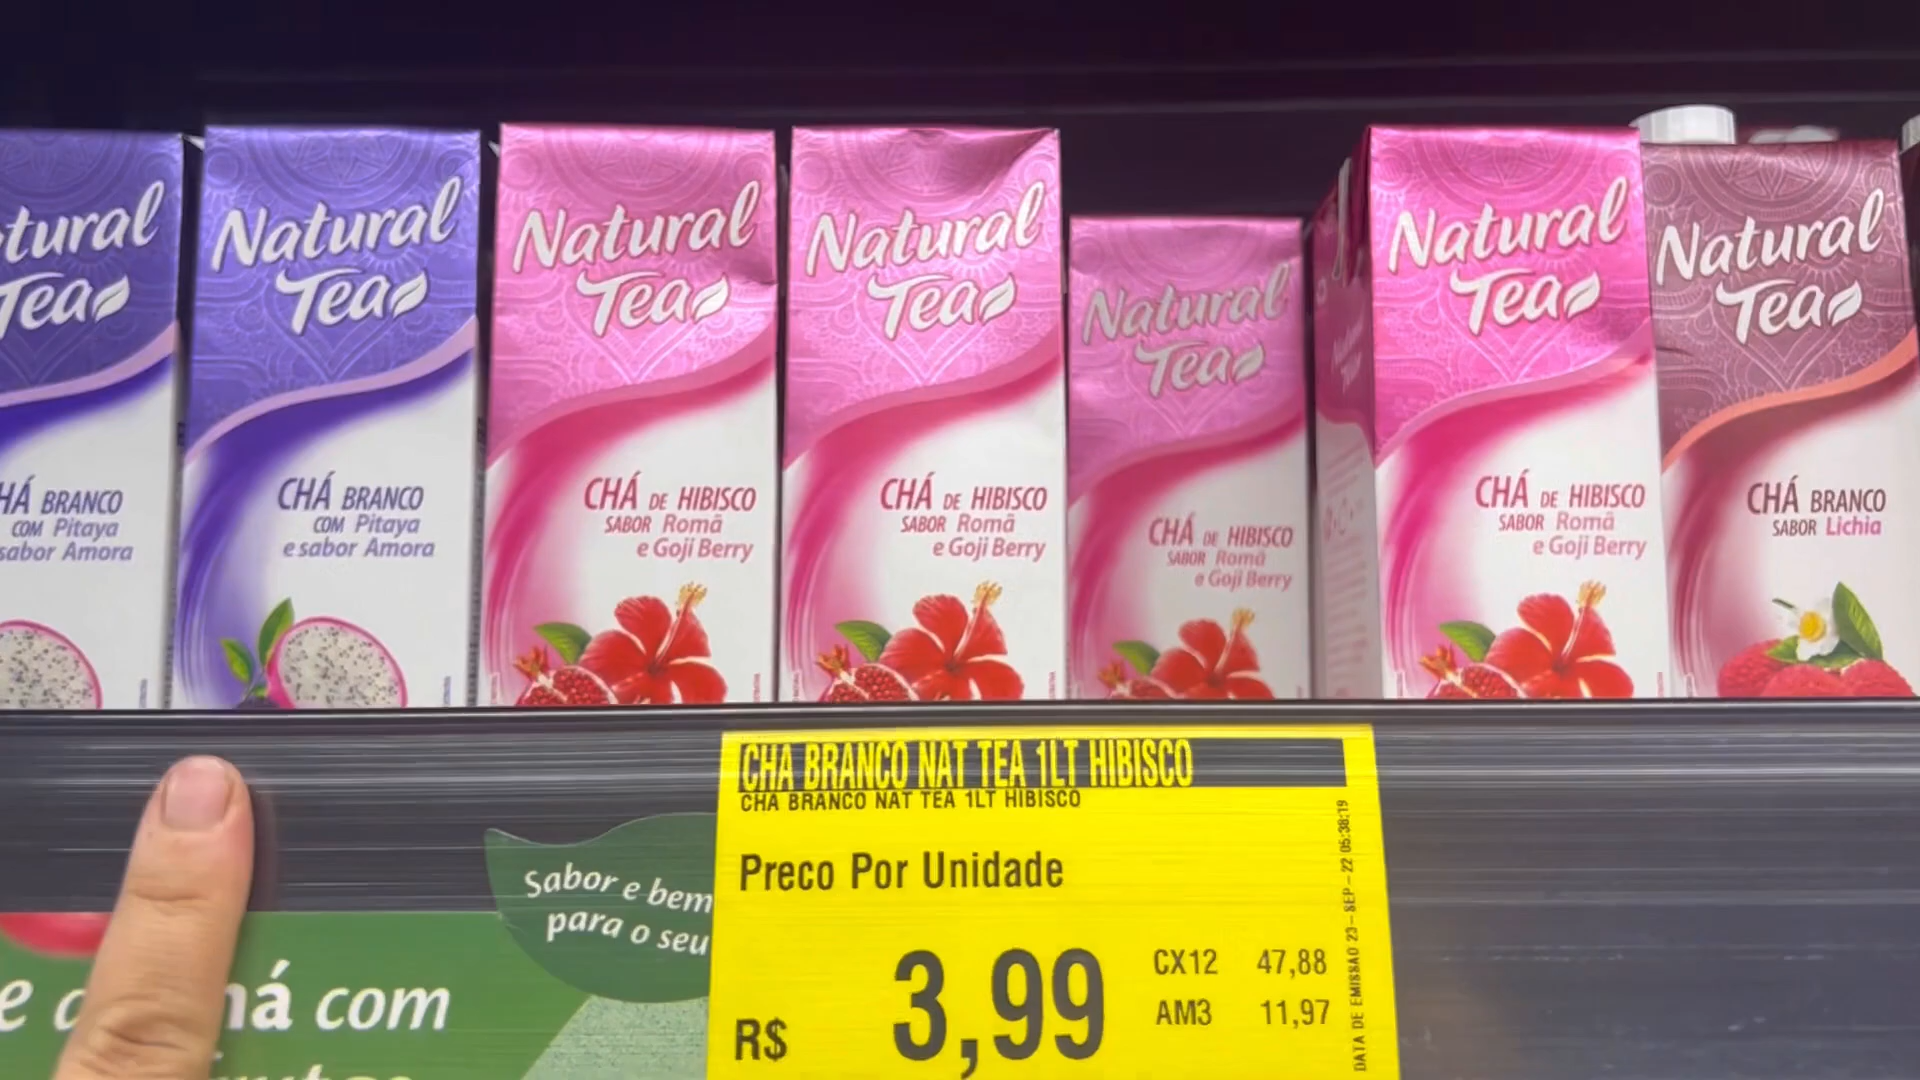 tural
Tea
HÁ BRANCO
COM Pitaya
sabor Amora
Natural
Tea
CHÁ BRANCO
COM Pitaya
e sabor Amora
Natural
Tea
CHÁ DE HIBISCO
SABOR Romã
e Goji Berry
Natural
Tea
CHÁ DE HIBISCO
SABOR Romã
e Goji Berry
Natural
Tea
CHÁ DE HIBISCO
SABOR Romã
e Goji Berry
Natural
Tea
CHÁ DE HIBISCO
SABOR Romã
e Goji Berry
Natural
Tea
CHÁ BRANCO
SABOR Lichia
CHA BRANCO NAT TEA 1LT HIBISCO
CHA BRANCO NAT TEA 1LT HIBISCO
Preco Por Unidade
R$ 3,99
CX12 47,88
AM3 11,97
DATA DE EMISSAO 23-SEP-22 05:38:19
Sabor e bem
para o seu
há com